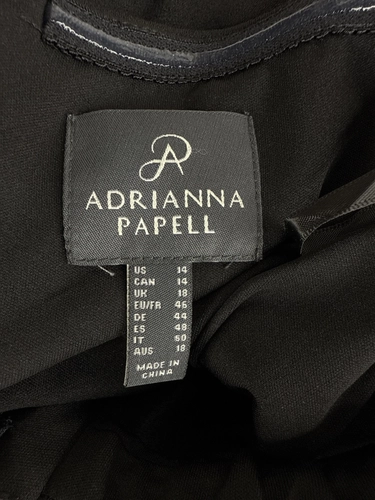 ADRIANNA
PAPELL
US 14
CAN 14
UK 18
EU/FR 46
DE 44
ES 48
IT 50
AUS 18
MADE IN
CHINA